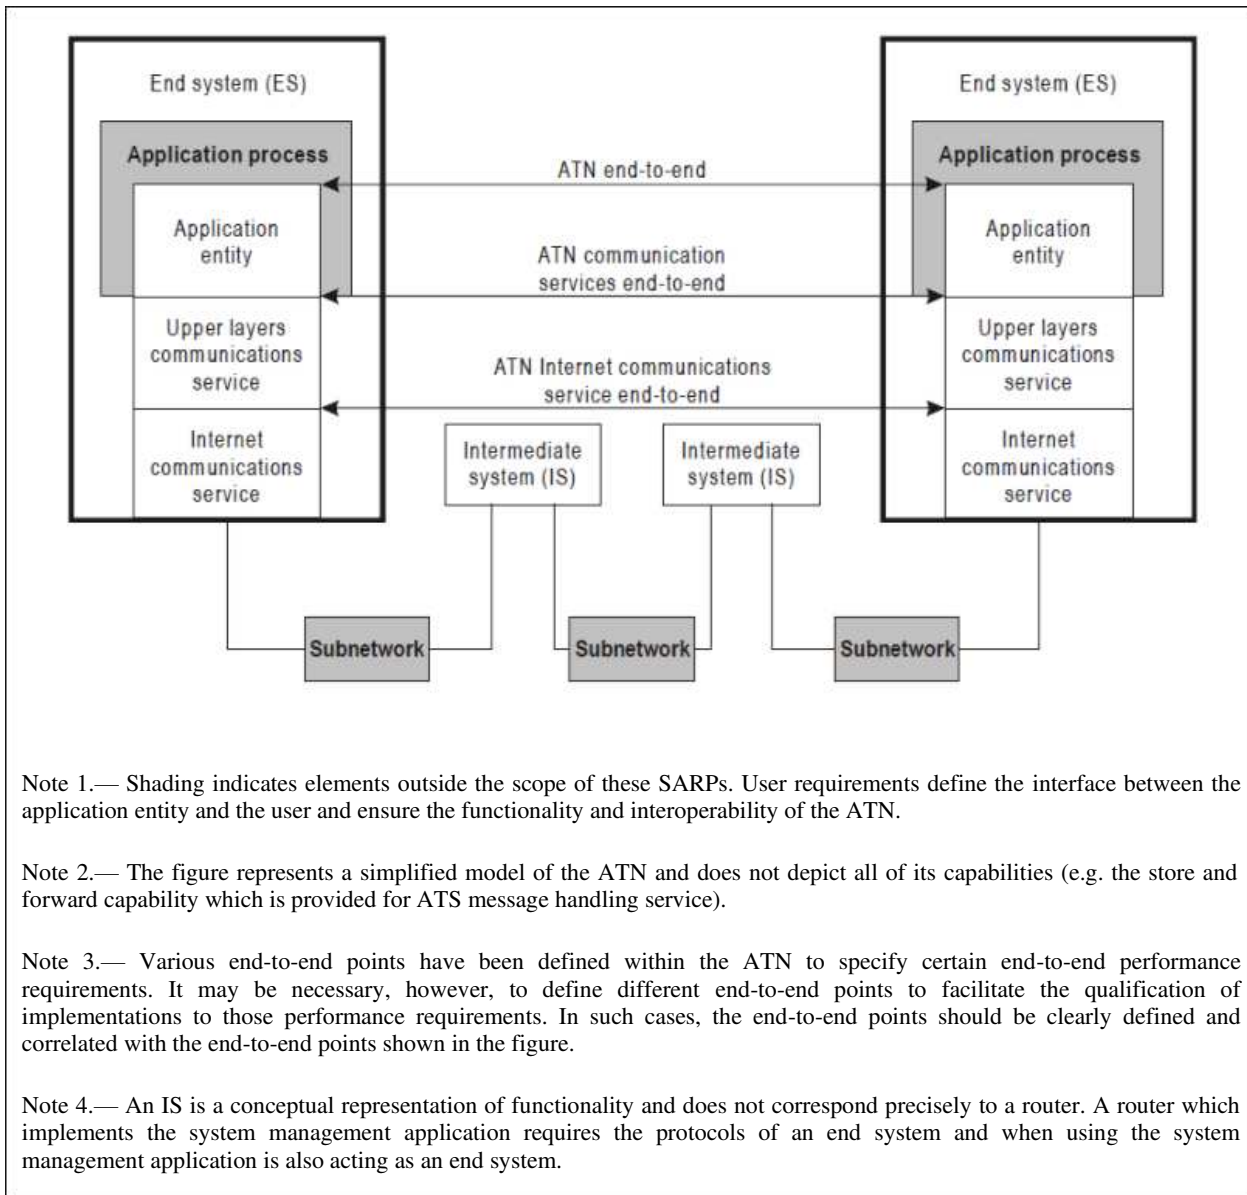 End system (ES)
End system (ES)
Application process
Application process
ATN end-to-end
Application
entity
Application
entity
ATN communication
services end-to-end
Upper layers
communications
service
Upper layers
communications
service
ATN Internet communications
service end-to-end
Internet
communications
service
Intermediate
system (IS)
Intermediate
system (IS)
Internet
communications
service
Subnetwork
Subnetwork
Subnetwork
Note 1.— Shading indicates elements outside the scope of these SARPs. User requirements define the interface between the
application entity and the user and ensure the functionality and interoperability of the ATN.
Note 2.— The figure represents a simplified model of the ATN and does not depict all of its capabilities (e.g. the store and
forward capability which is provided for ATS message handling service).
Note 3.— Various end-to-end points have been defined within the ATN to specify certain end-to-end performance
requirements. It may be necessary, however, to define different end-to-end points to facilitate the qualification of
implementations to those performance requirements. In such cases, the end-to-end points should be clearly defined and
correlated with the end-to-end points shown in the figure.
Note 4.— An IS is a conceptual representation of functionality and does not correspond precisely to a router. A router which
implements the system management application requires the protocols of an end system and when using the system
management application is also acting as an end system.